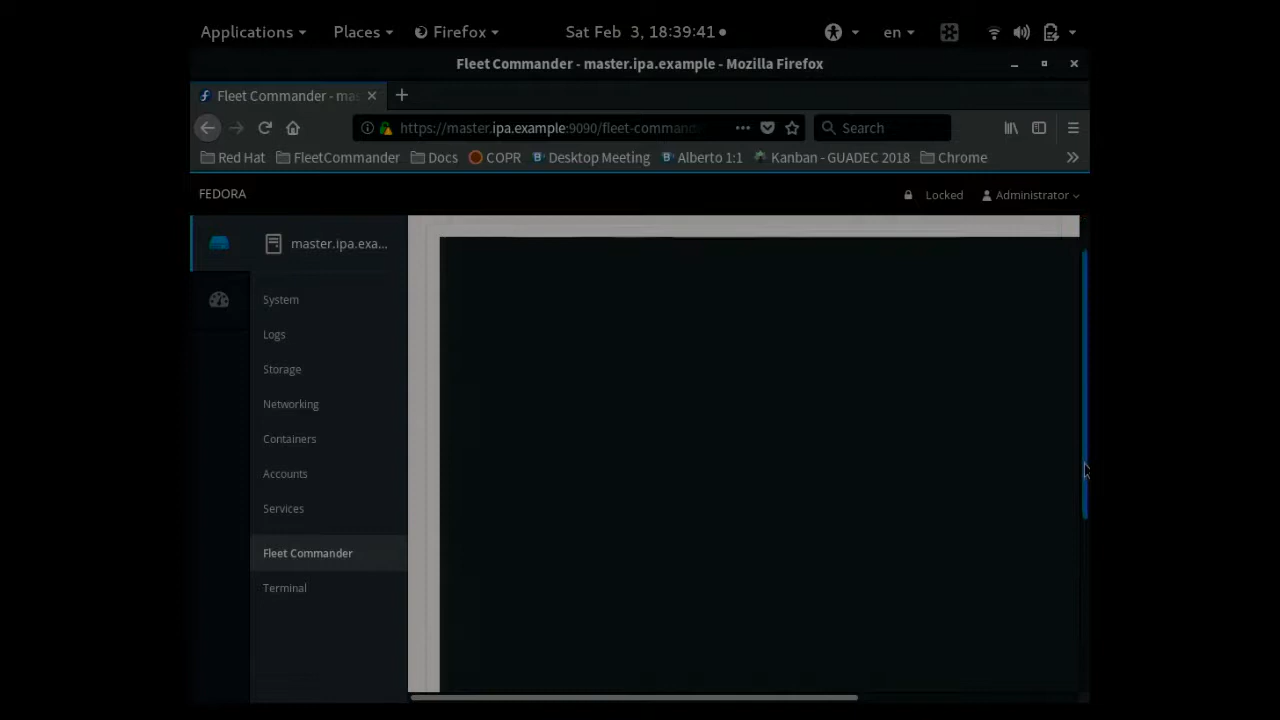 Applications Places Firefox Sat Feb 3, 18:39:41 en
Fleet Commander - master.ipa.example - Mozilla Firefox
Fleet Commander - mas
https://master.ipa.example:9090/fleet-command Search
Red Hat FleetCommander Docs COPR Desktop Meeting Alberto 1:1 Kanban - GUADEC 2018 Chrome
FEDORA Locked Administrator
master.ipa.exa...
System
Logs
Storage
Networking
Containers
Accounts
Services
Fleet Commander
Terminal